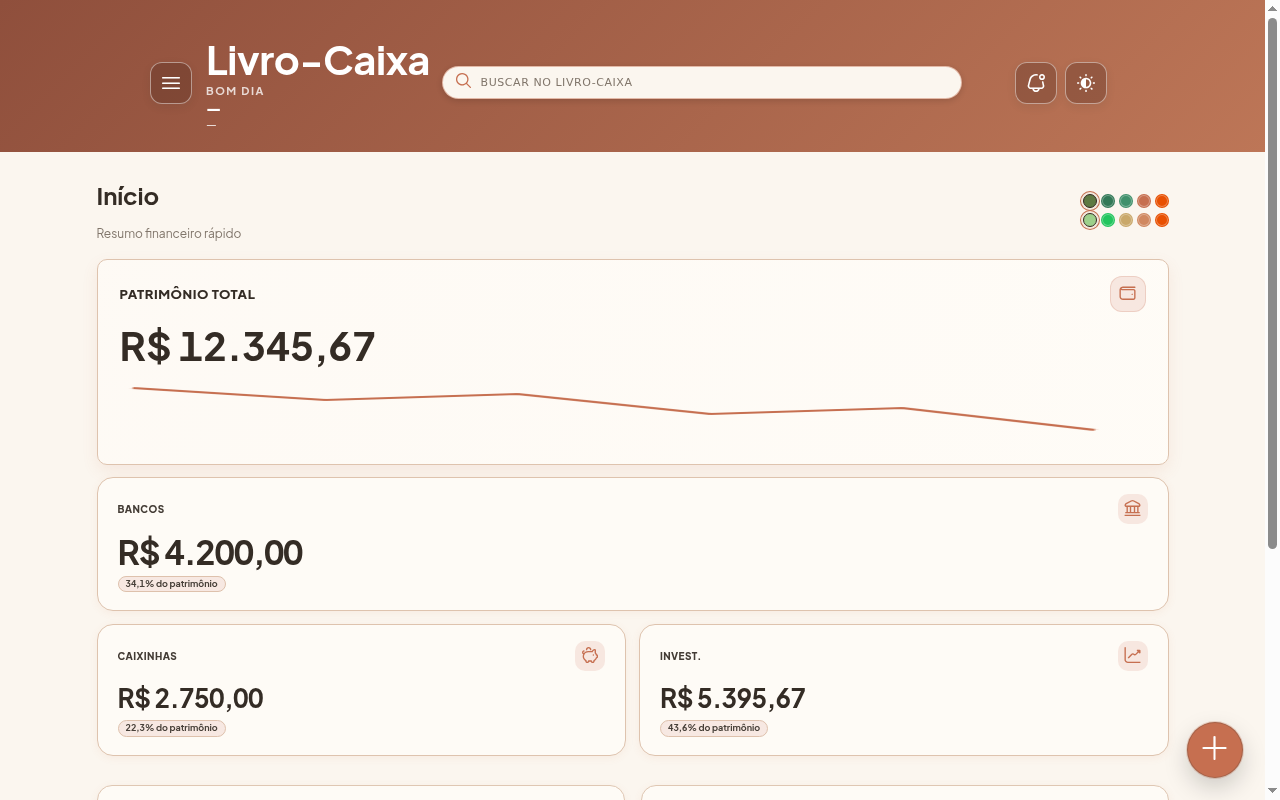 Livro-Caixa
BOM DIA
—
—
BUSCAR NO LIVRO-CAIXA
Início
Resumo financeiro rápido
PATRIMÔNIO TOTAL
R$ 12.345,67
BANCOS
R$ 4.200,00
34,1% do patrimônio
CAIXINHAS
R$ 2.750,00
22,3% do patrimônio
INVEST.
R$ 5.395,67
43,6% do patrimônio